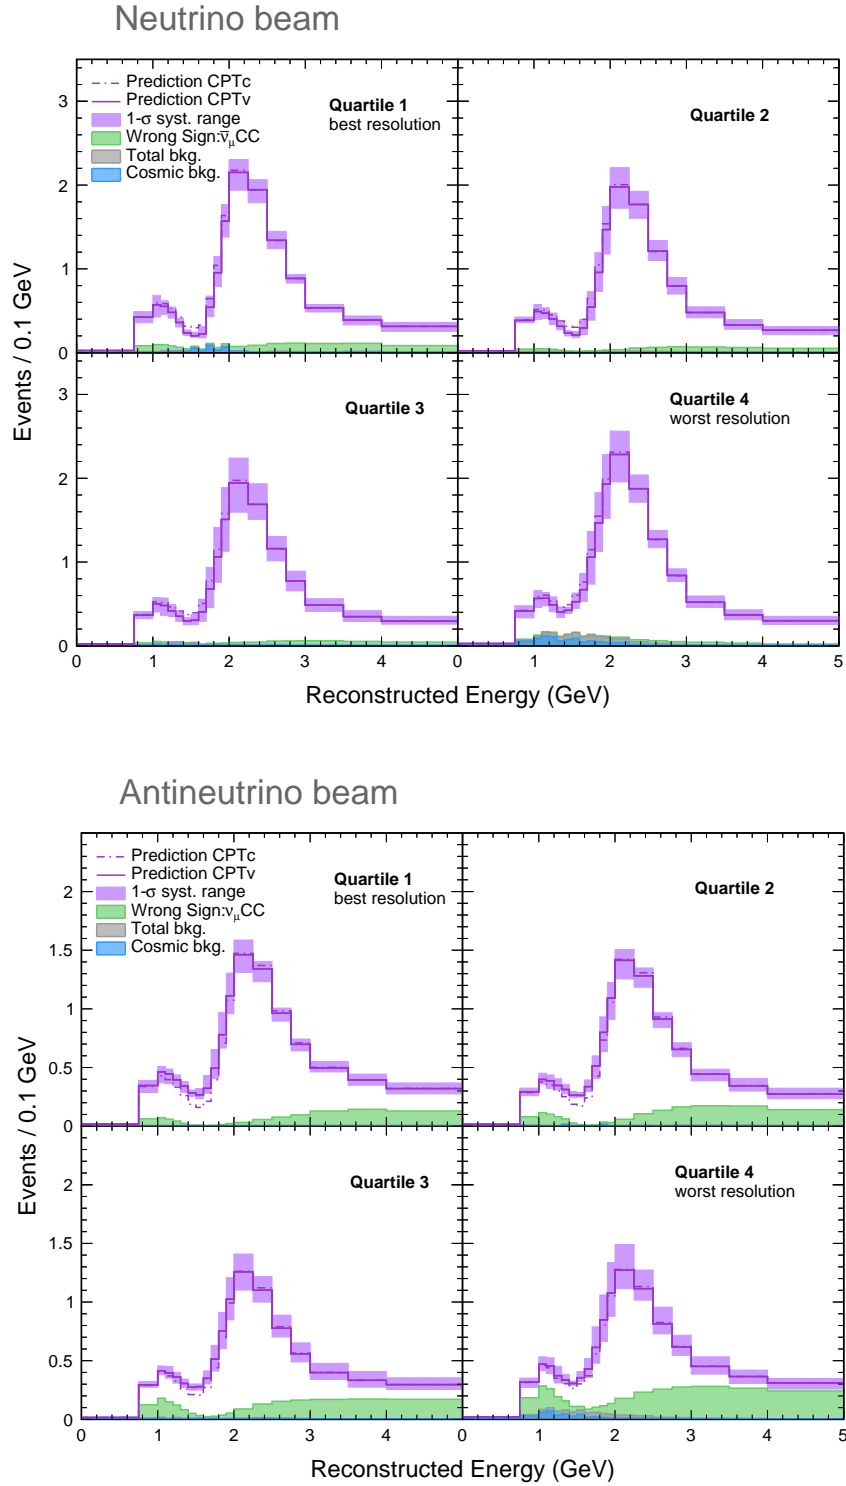 Neutrino beam
Prediction CPTc
Prediction CPTv
1-σ syst. range
Wrong Sign:ν̅μCC
Total bkg.
Cosmic bkg.
Quartile 1
best resolution
Quartile 2
3
2
1
0
Quartile 3
Quartile 4
worst resolution
3
2
1
0
Events / 0.1 GeV
0 1 2 3 4 0 1 2 3 4 5
Reconstructed Energy (GeV)
Antineutrino beam
Prediction CPTc
Prediction CPTv
1-σ syst. range
Wrong Sign:νμCC
Total bkg.
Cosmic bkg.
Quartile 1
best resolution
Quartile 2
2
1.5
1
0.5
0
Quartile 3
Quartile 4
worst resolution
2
1.5
1
0.5
0
Events / 0.1 GeV
0 1 2 3 4 0 1 2 3 4 5
Reconstructed Energy (GeV)